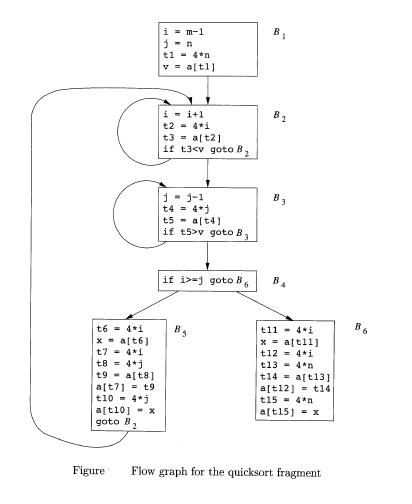 i = m-1
j = n
t1 = 4*n
v = a[t1]
B1
i = i+1
t2 = 4*i
t3 = a[t2]
if t3<v goto B2
B2
j = j-1
t4 = 4*j
t5 = a[t4]
if t5>v goto B3
B3
if i>=j goto B6
B4
t6 = 4*i
x = a[t6]
t7 = 4*i
t8 = 4*j
t9 = a[t8]
a[t7] = t9
t10 = 4*j
a[t10] = x
goto B2
B5
t11 = 4*i
x = a[t11]
t12 = 4*i
t13 = 4*n
t14 = a[t13]
a[t12] = t14
t15 = 4*n
a[t15] = x
B6
Figure Flow graph for the quicksort fragment